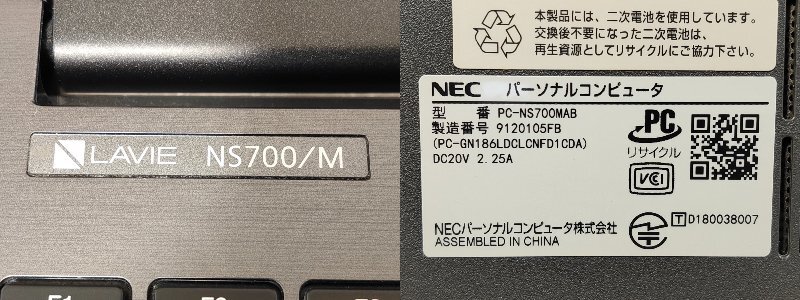 LAVIE NS700/M
F1
本製品には、二次電池を使用しています。
交換後不要になった二次電池は、
再生資源としてリサイクルにご協力下さい。
NEC パーソナルコンピュータ
型 番 PC-NS700MAB
製造番号 9120105FB
(PC-GN186LDCLCNFD1CDA)
DC20V 2.25A
PC
リサイクル
VCI
NECパーソナルコンピュータ株式会社
ASSEMBLED IN CHINA
T D180038007